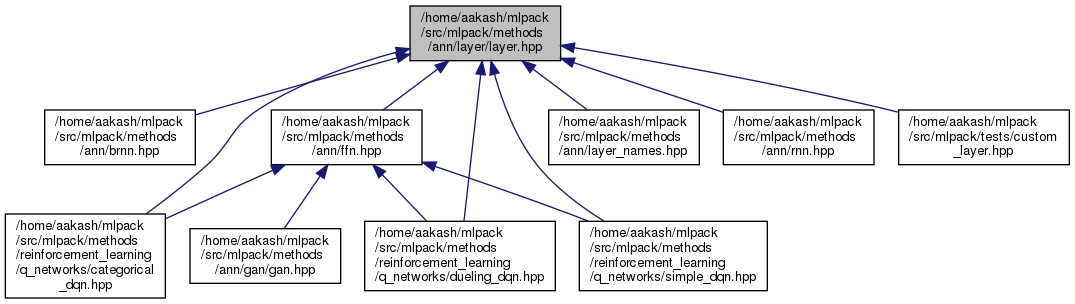 /home/aakash/mlpack
/src/mlpack/methods
/ann/layer/layer.hpp
/home/aakash/mlpack
/src/mlpack/methods
/ann/brnn.hpp
/home/aakash/mlpack
/src/mlpack/methods
/ann/ffn.hpp
/home/aakash/mlpack
/src/mlpack/methods
/ann/layer_names.hpp
/home/aakash/mlpack
/src/mlpack/methods
/ann/rnn.hpp
/home/aakash/mlpack
/src/mlpack/tests/custom
_layer.hpp
/home/aakash/mlpack
/src/mlpack/methods
/reinforcement_learning
/q_networks/categorical
_dqn.hpp
/home/aakash/mlpack
/src/mlpack/methods
/ann/gan/gan.hpp
/home/aakash/mlpack
/src/mlpack/methods
/reinforcement_learning
/q_networks/dueling_dqn.hpp
/home/aakash/mlpack
/src/mlpack/methods
/reinforcement_learning
/q_networks/simple_dqn.hpp